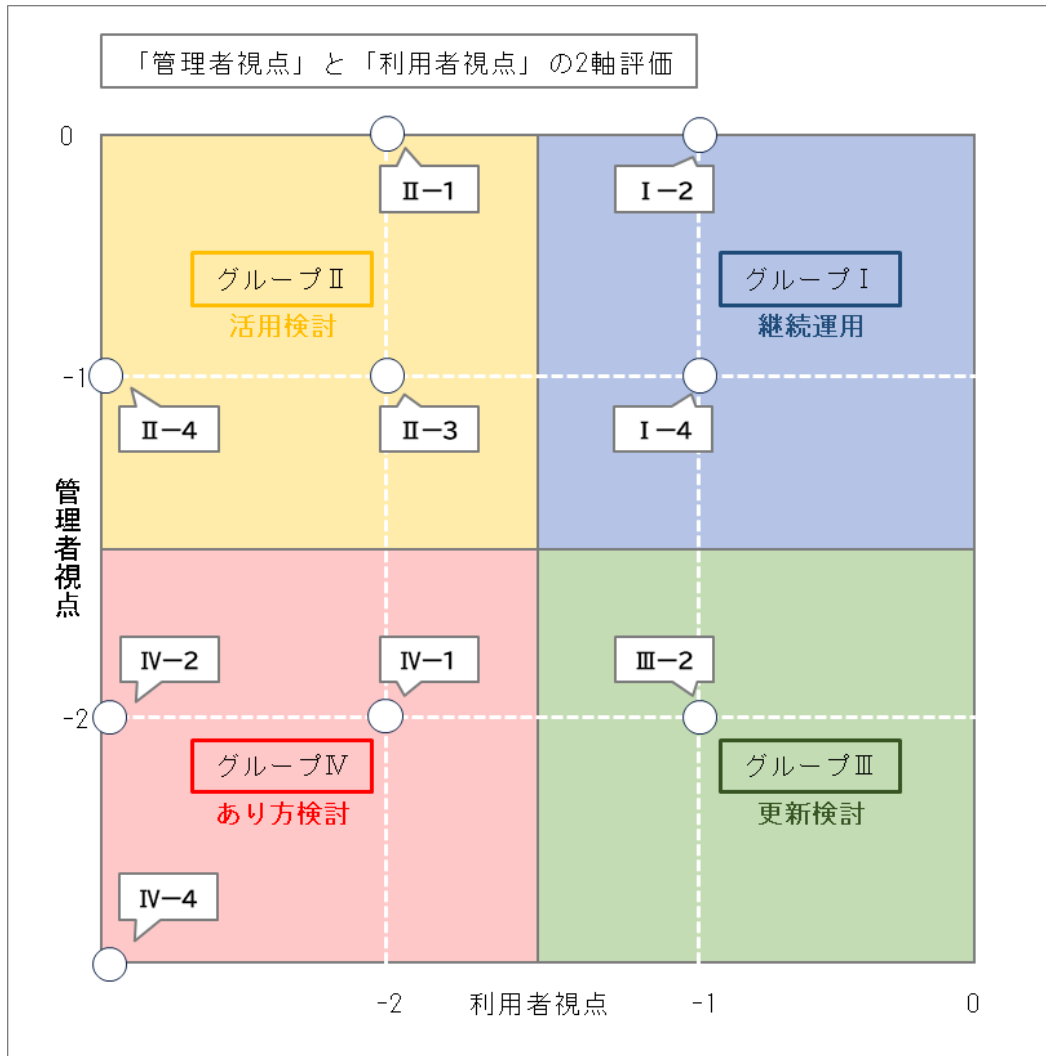 「管理者視点」と「利用者視点」の2軸評価
0
Ⅱ－1
Ⅰ－2
グループⅡ
活用検討
グループⅠ
継続運用
-1
Ⅱ－4
Ⅱ－3
Ⅰ－4
管理者視点
Ⅳ－2
Ⅳ－1
Ⅲ－2
-2
グループⅣ
あり方検討
グループⅢ
更新検討
Ⅳ－4
-2
利用者視点
-1
0